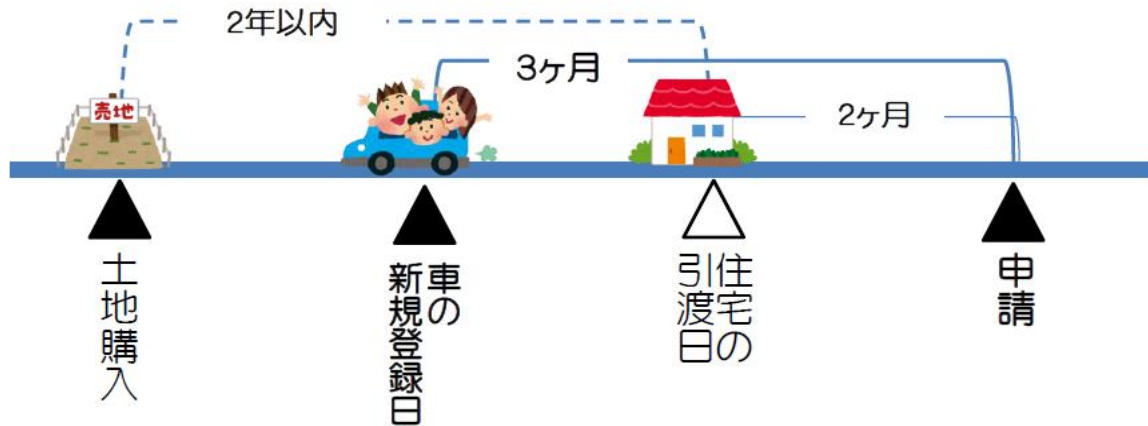 2年以内
3ヶ月
売地
2ヶ月
土地購入
車の
新規登録日
住宅の
引渡日
申請